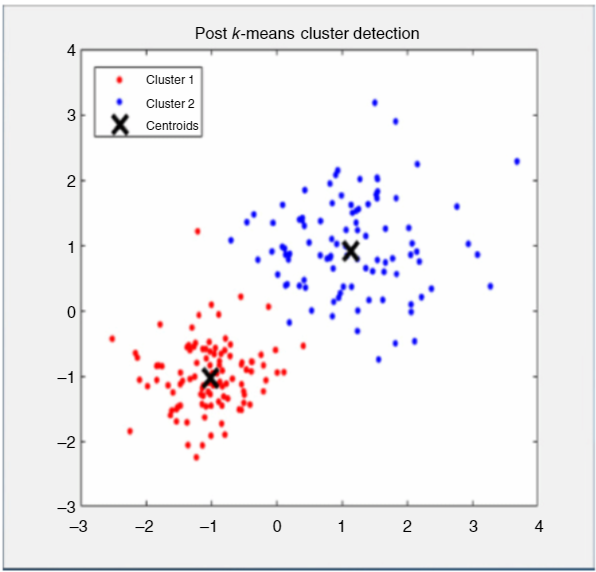 Post k-means cluster detection
4
Cluster 1
Cluster 2
Centroids
3
2
1
0
−1
−2
−3
−3 −2 −1 0 1 2 3 4